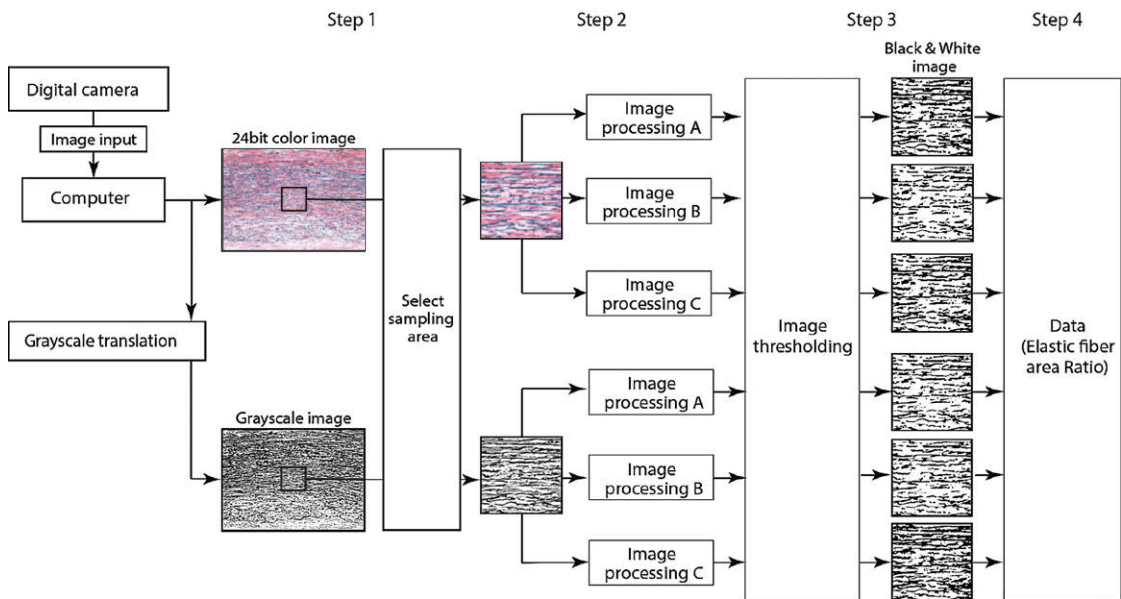 Step 1
Step 2
Step 3
Step 4
Digital camera
Image input
Computer
Grayscale translation
24bit color image
Grayscale image
Select
sampling
area
Image
processing A
Image
processing B
Image
processing C
Image
processing A
Image
processing B
Image
processing C
Image
thresholding
Black & White
image
Data
(Elastic fiber
area Ratio)